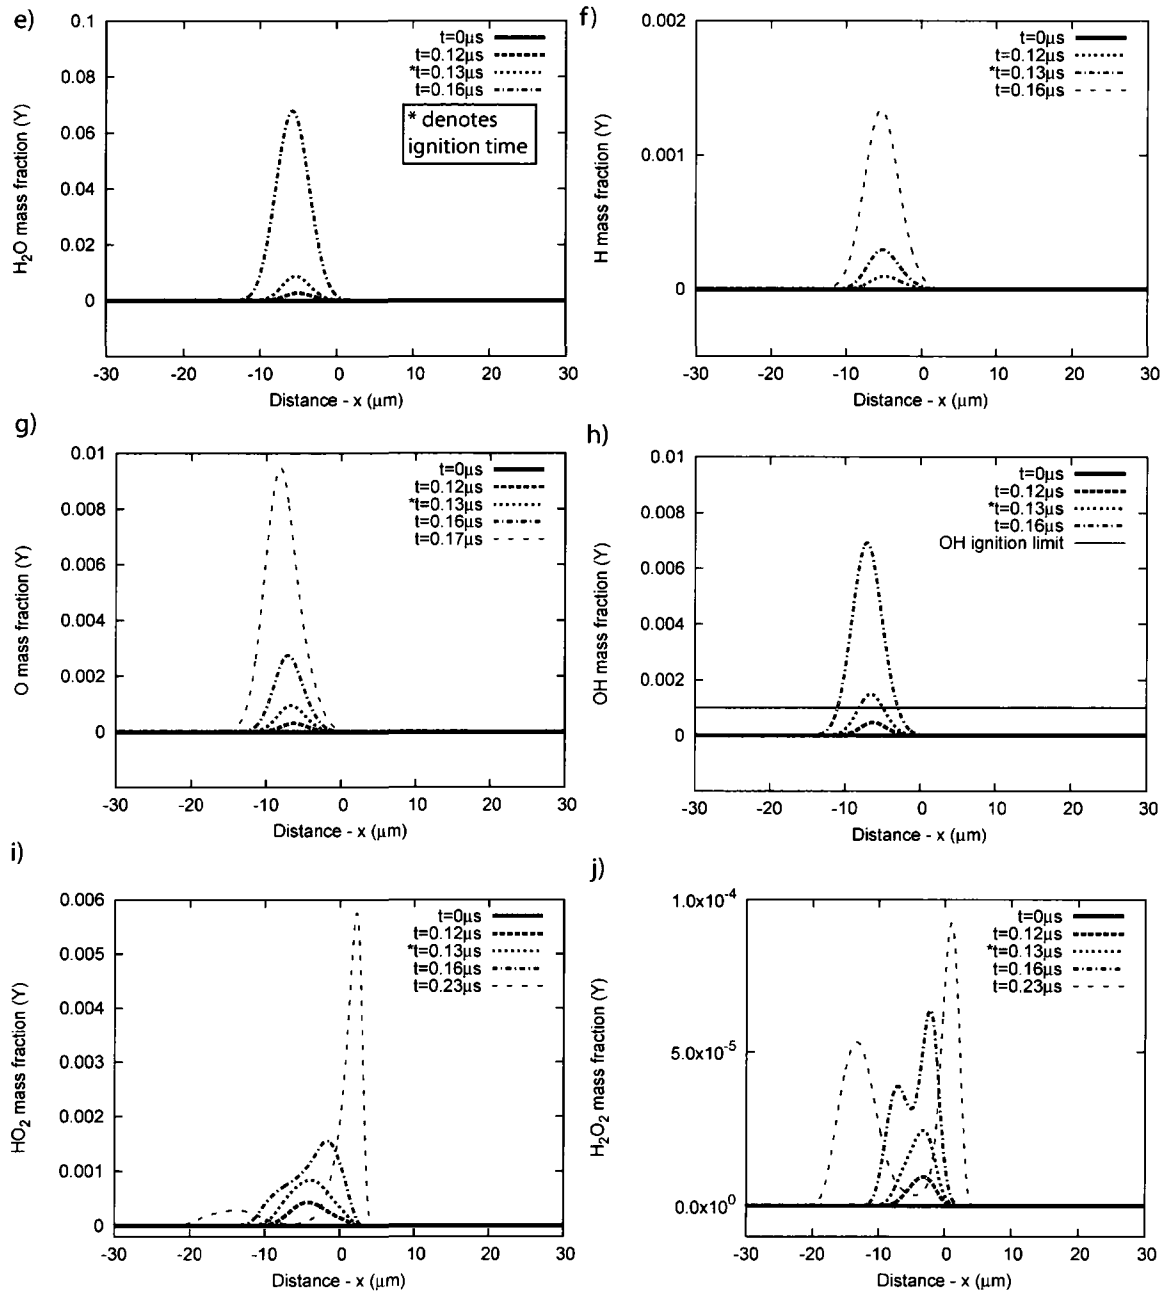 e)
0.1
0.08
0.06
0.04
0.02
0
H₂O mass fraction (Y)
t=0μs
t=0.12μs
*t=0.13μs
t=0.16μs
* denotes
ignition time
-30 -20 -10 0 10 20 30
Distance - x (μm)
f)
0.002
0.001
0
H mass fraction (Y)
t=0μs
t=0.12μs
*t=0.13μs
t=0.16μs
-30 -20 -10 0 10 20 30
Distance - x (μm)
g)
0.01
0.008
0.006
0.004
0.002
0
O mass fraction (Y)
t=0μs
t=0.12μs
*t=0.13μs
t=0.16μs
t=0.17μs
-30 -20 -10 0 10 20 30
Distance - x (μm)
h)
0.01
0.008
0.006
0.004
0.002
0
OH mass fraction (Y)
t=0μs
t=0.12μs
*t=0.13μs
t=0.16μs
OH ignition limit
-30 -20 -10 0 10 20 30
Distance - x (μm)
i)
0.006
0.005
0.004
0.003
0.002
0.001
0
HO₂ mass fraction (Y)
t=0μs
t=0.12μs
*t=0.13μs
t=0.16μs
t=0.23μs
-30 -20 -10 0 10 20 30
Distance - x (μm)
j)
1.0x10⁻⁴
5.0x10⁻⁵
0.0x10⁰
H₂O₂ mass fraction (Y)
t=0μs
t=0.12μs
*t=0.13μs
t=0.16μs
t=0.23μs
-30 -20 -10 0 10 20 30
Distance - x (μm)